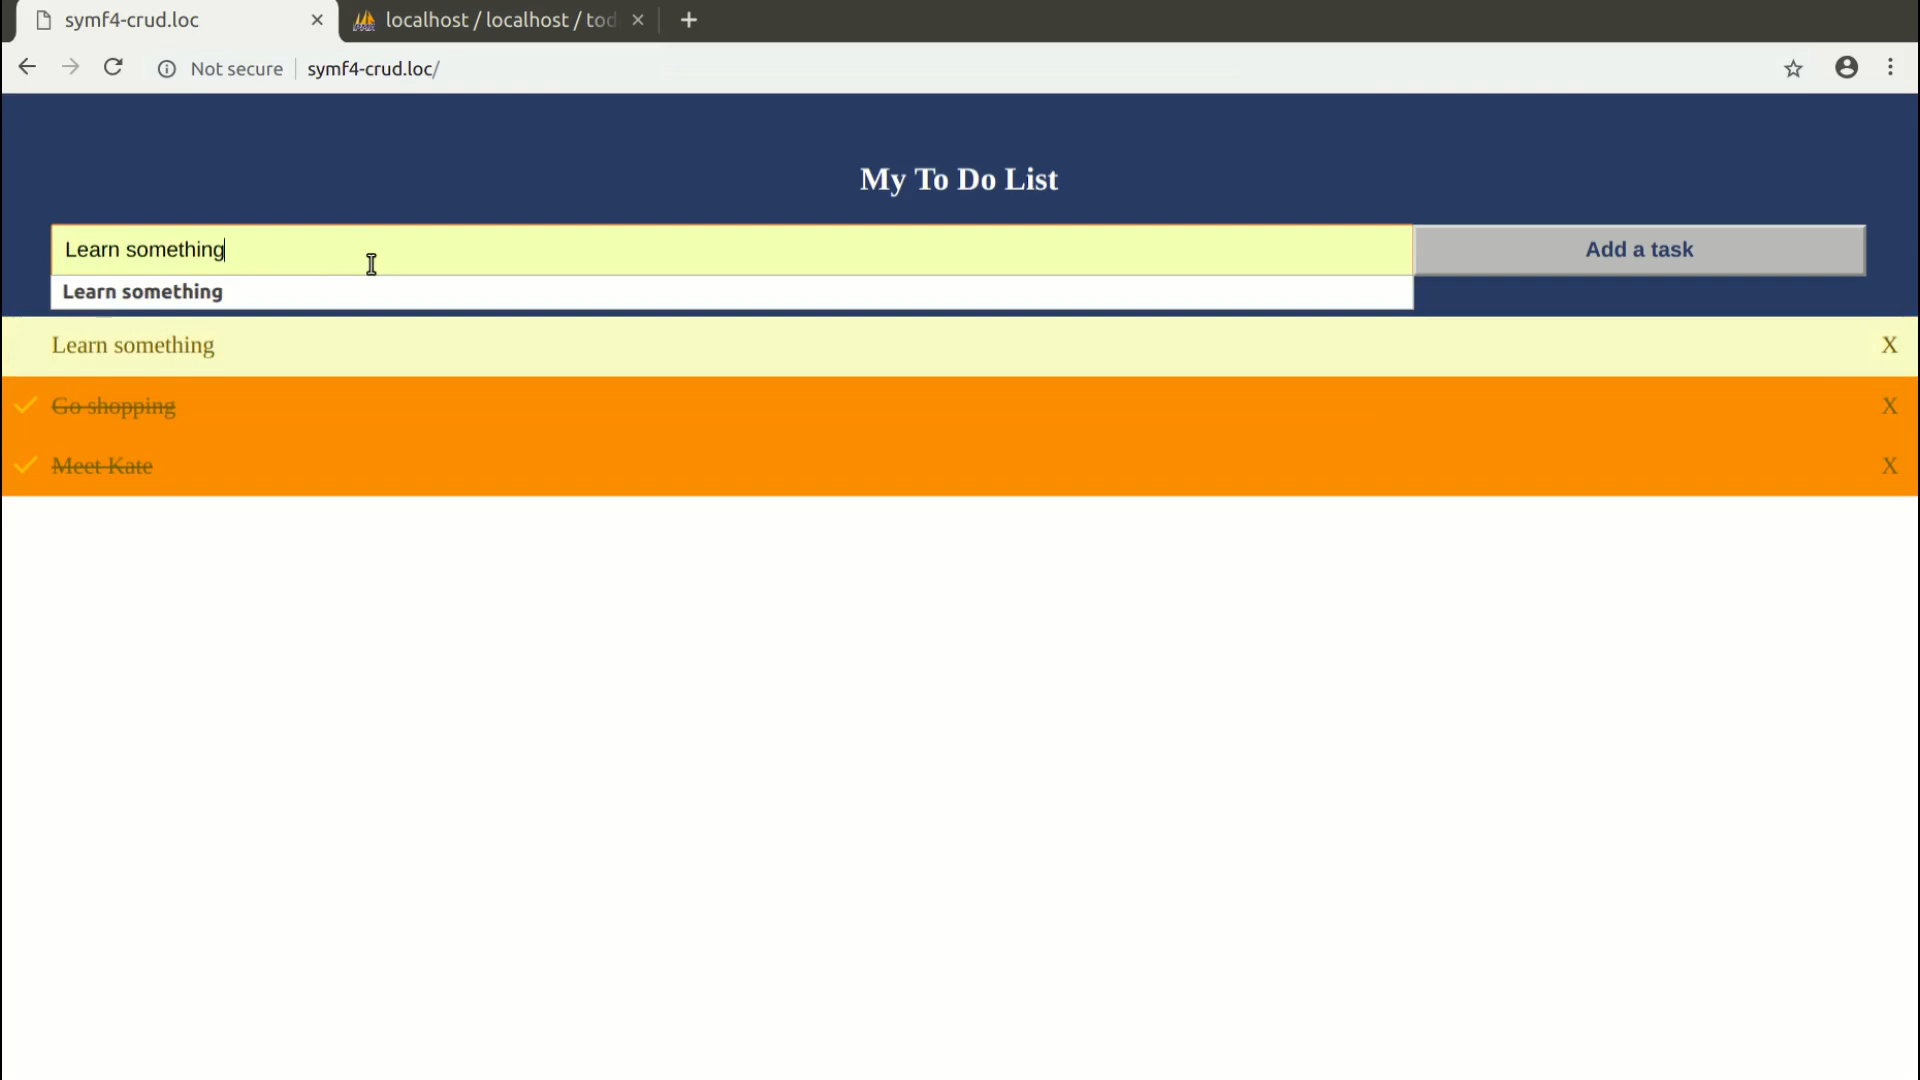 symf4-crud.loc
localhost / localhost / tod
Not secure
symf4-crud.loc/
My To Do List
Learn something
Add a task
Learn something
Learn something X
Go shopping X
Meet Kate X